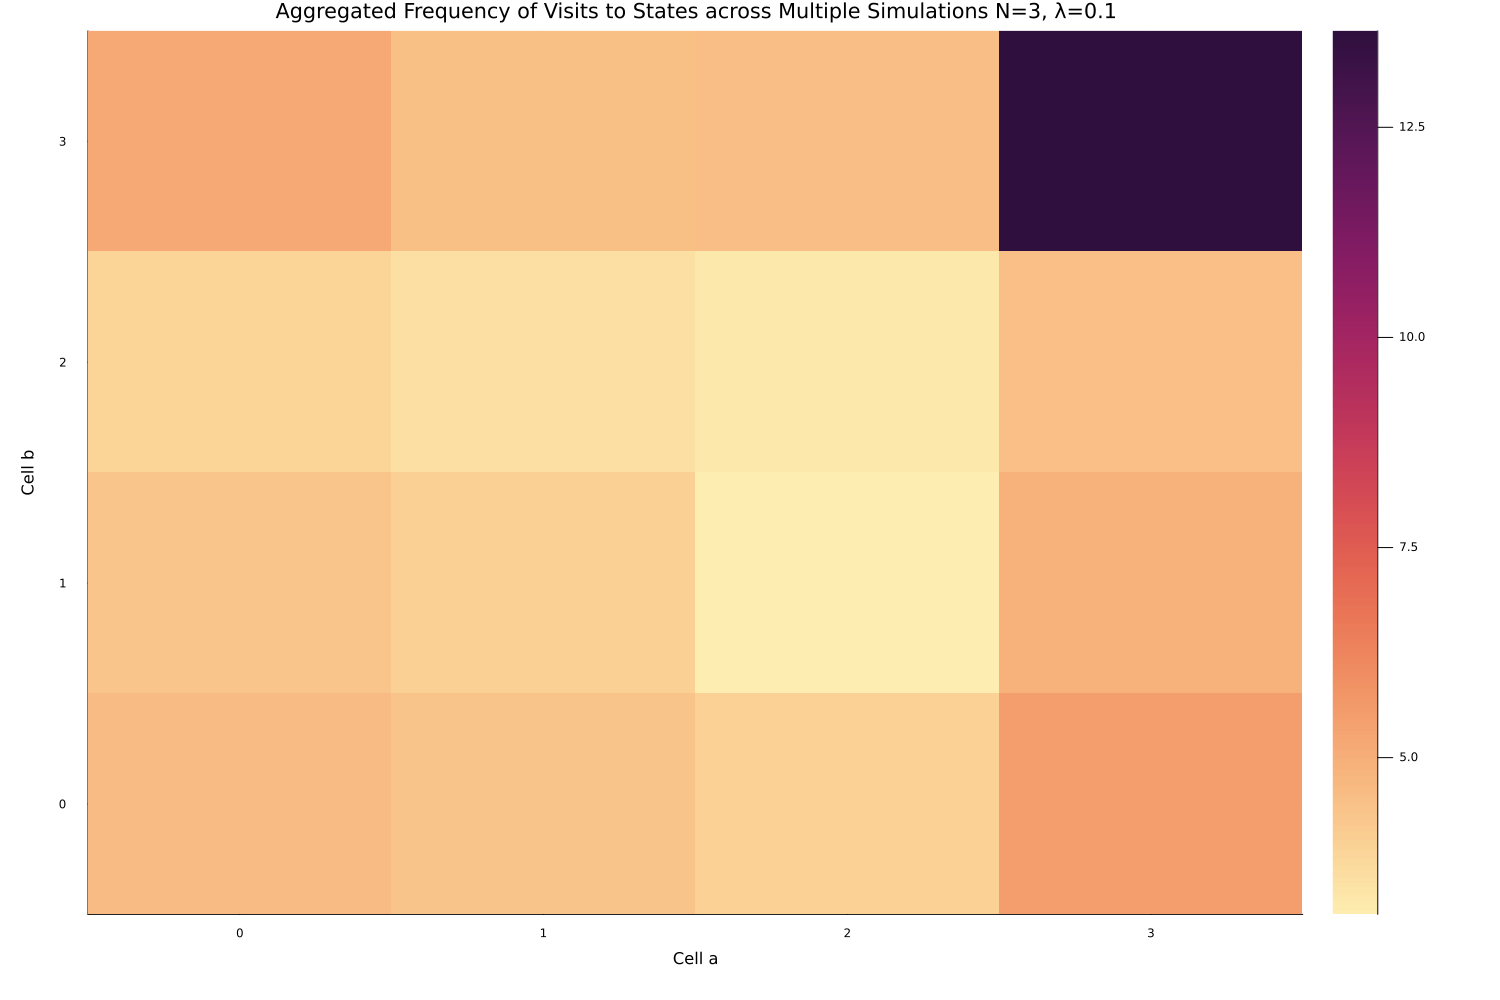 Aggregated Frequency of Visits to States across Multiple Simulations N=3, λ=0.1
3
2
1
0
Cell b
0 1 2 3
Cell a
12.5
10.0
7.5
5.0